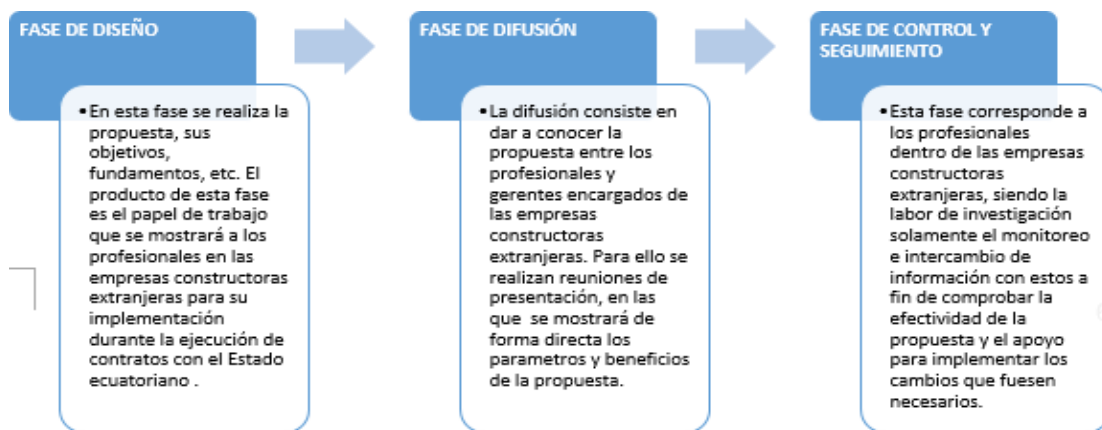 FASE DE DISEÑO
•En esta fase se realiza la
propuesta, sus
objetivos,
fundamentos, etc. El
producto de esta fase
es el papel de trabajo
que se mostrará a los
profesionales en las
empresas constructoras
extranjeras para su
implementación
durante la ejecución de
contratos con el Estado
ecuatoriano .
FASE DE DIFUSIÓN
•La difusión consiste en
dar a conocer la
propuesta entre los
profesionales y
gerentes encargados de
las empresas
constructoras
extranjeras. Para ello se
realizan reuniones de
presentación, en las
que se mostrará de
forma directa los
parametros y beneficios
de la propuesta.
FASE DE CONTROL Y
SEGUIMIENTO
•Esta fase corresponde a
los profesionales
dentro de las empresas
constructoras
extranjeras, siendo la
labor de investigación
solamente el monitoreo
e intercambio de
información con estos a
fin de comprobar la
efectividad de la
propuesta y el apoyo
para implementar los
cambios que fuesen
necesarios.